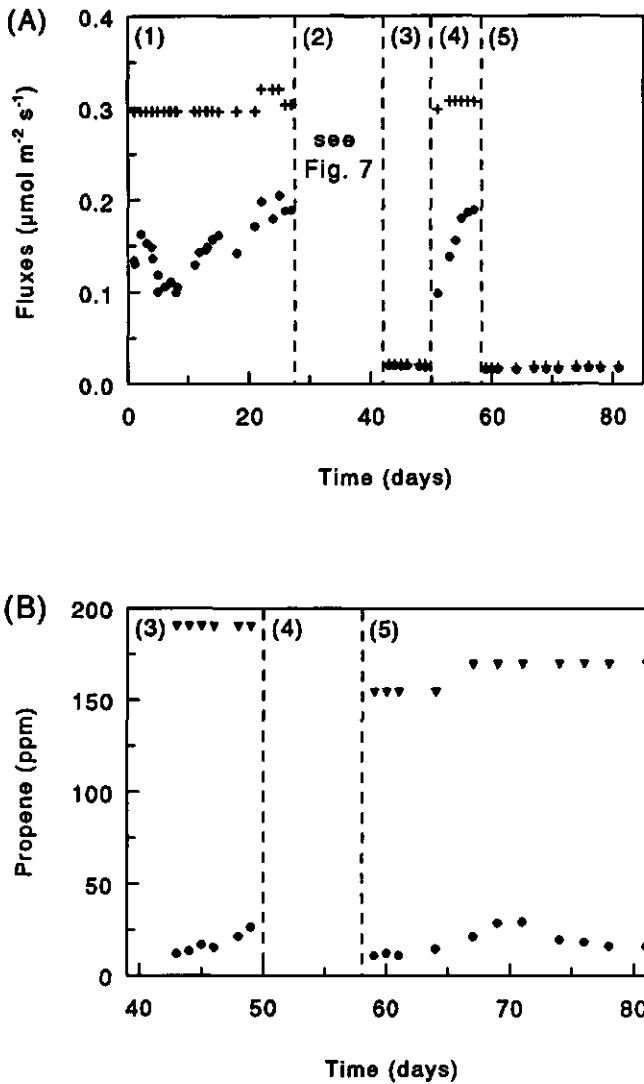 (A)
0.4
(1) (2) (3) (4) (5)
0.3
see
Fig. 7
0.2
0.1
0.0
Fluxes (μmol m⁻² s⁻¹)
0 20 40 60 80
Time (days)
(B)
200
(3) (4) (5)
150
100
50
0
Propene (ppm)
40 50 60 70 80
Time (days)